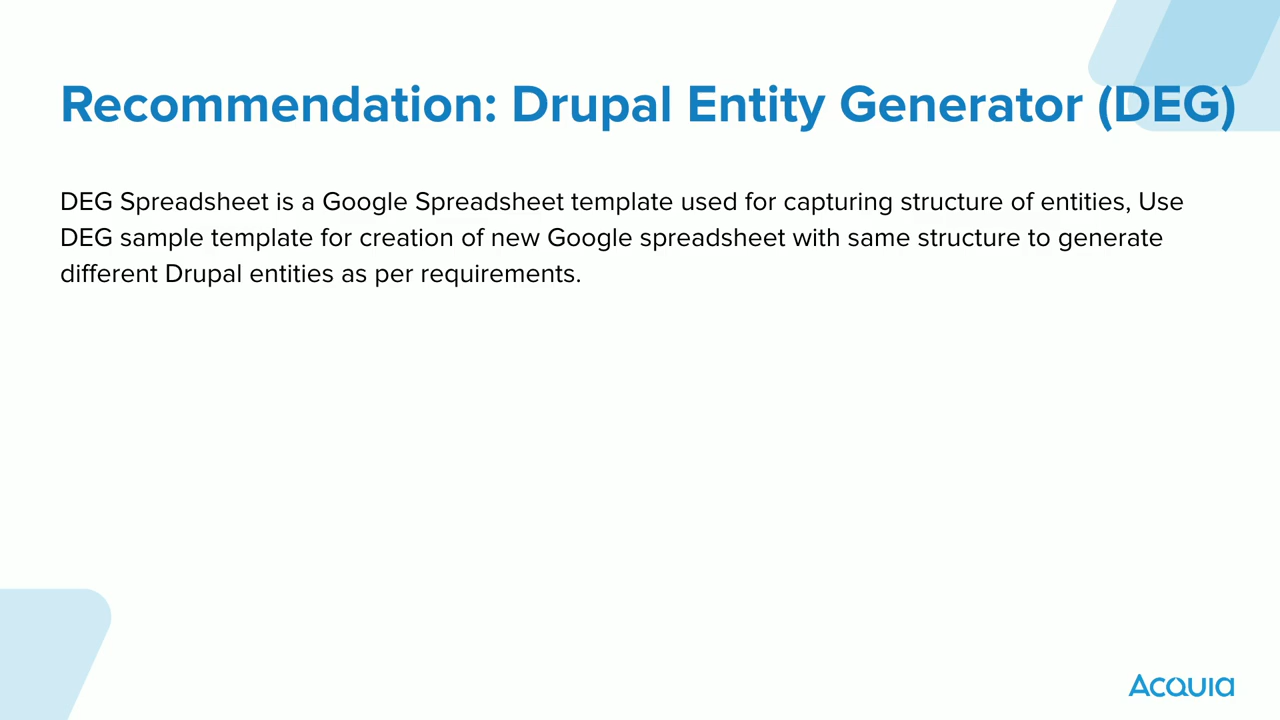 Recommendation: Drupal Entity Generator (DEG)
DEG Spreadsheet is a Google Spreadsheet template used for capturing structure of entities, Use
DEG sample template for creation of new Google spreadsheet with same structure to generate
different Drupal entities as per requirements.
Acquia